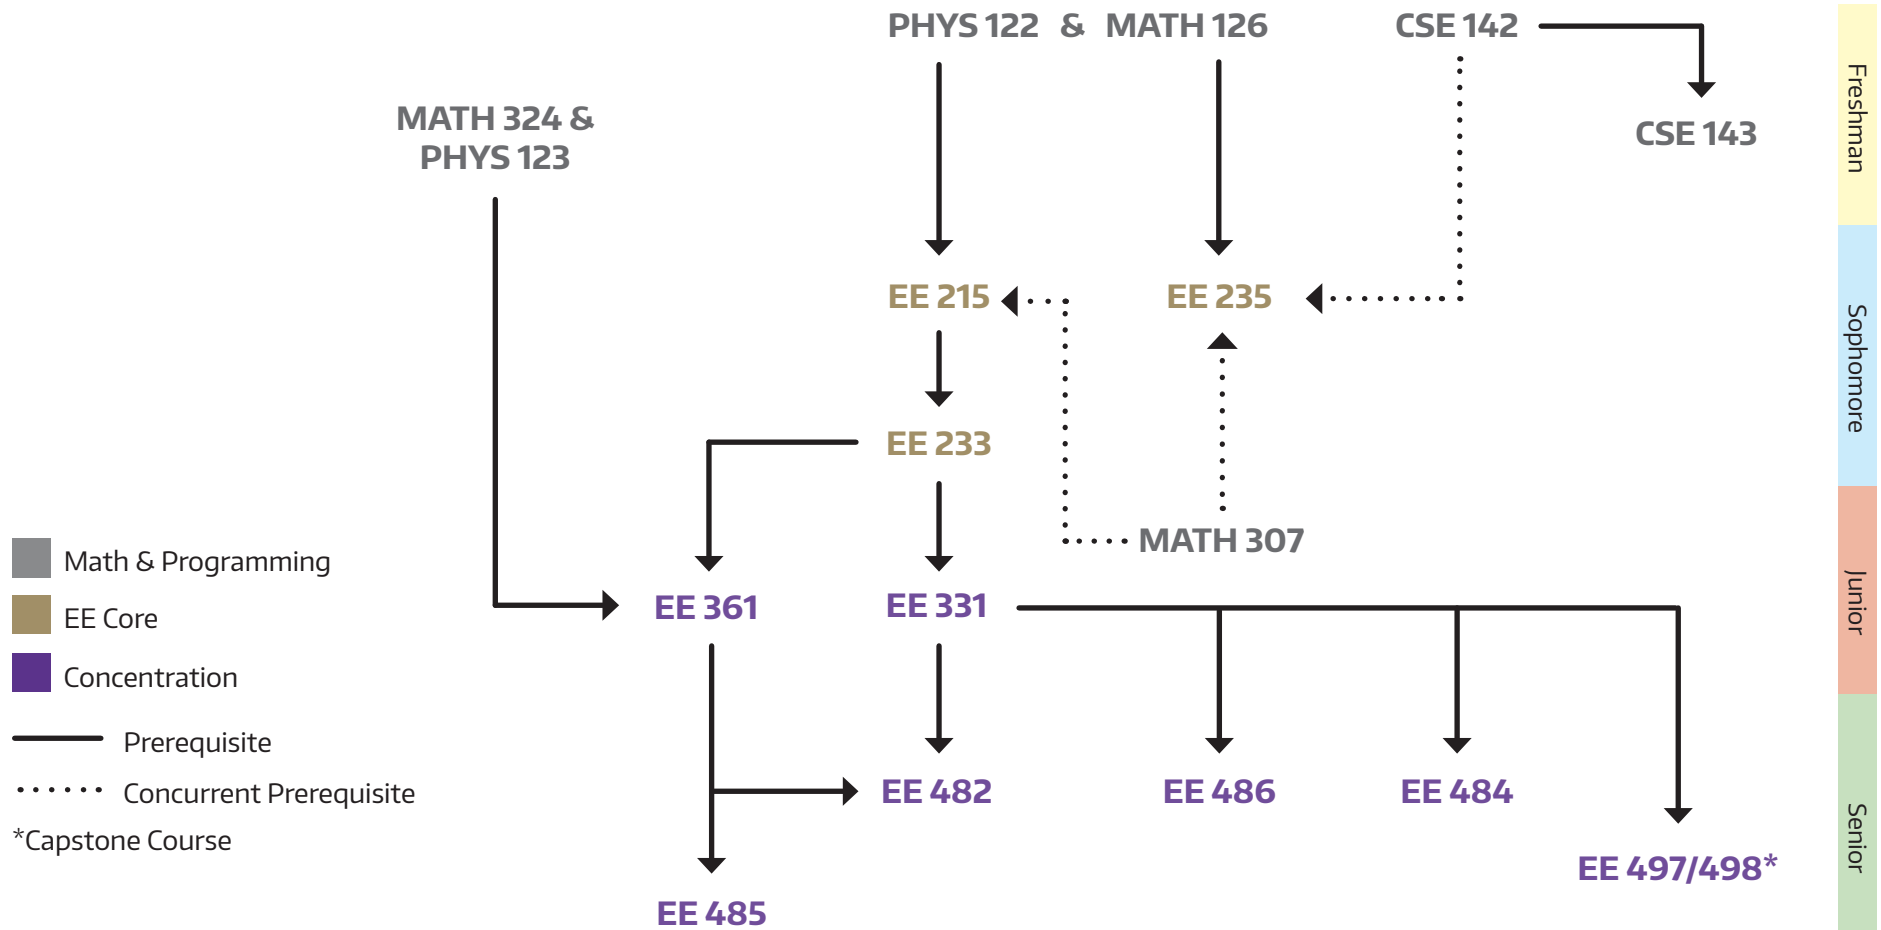 PHYS 122 & MATH 126
CSE 142
MATH 324 &
PHYS 123
CSE 143
EE 215
EE 235
EE 233
MATH 307
EE 361
EE 331
EE 482
EE 486
EE 484
EE 497/498*
EE 485
Math & Programming
EE Core
Concentration
Prerequisite
Concurrent Prerequisite
*Capstone Course
Freshman
Sophomore
Junior
Senior